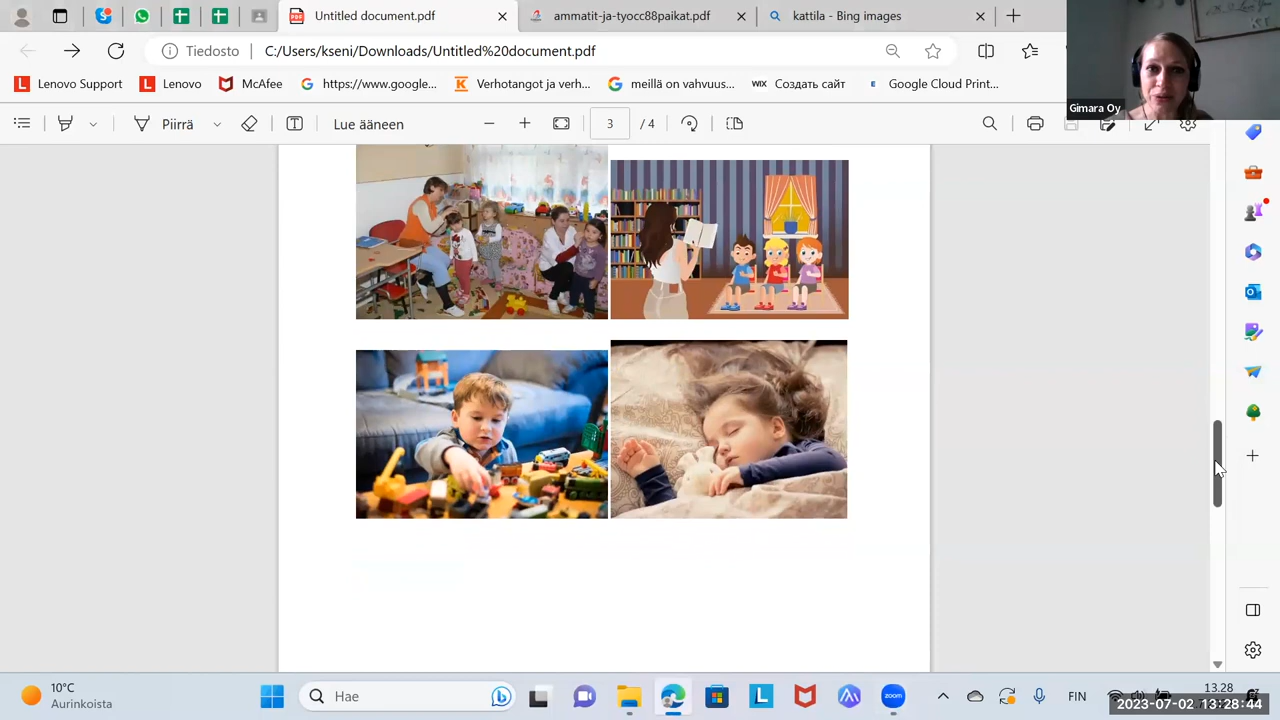 Untitled document.pdf
ammatit-ja-tyocc88paikat.pdf
kattila - Bing images
Tiedosto
C:/Users/kseni/Downloads/Untitled%20document.pdf
Lenovo Support
Lenovo
McAfee
https://www.google...
Verhotangot ja verh...
meillä on vahvuus...
WIX Создать сайт
Google Cloud Print...
Gimara Oy
Piirrä
Lue ääneen
3 / 4
10°C
Aurinkoista
Hae
zoom
FIN
13.28
2023-07-02 13:28:44